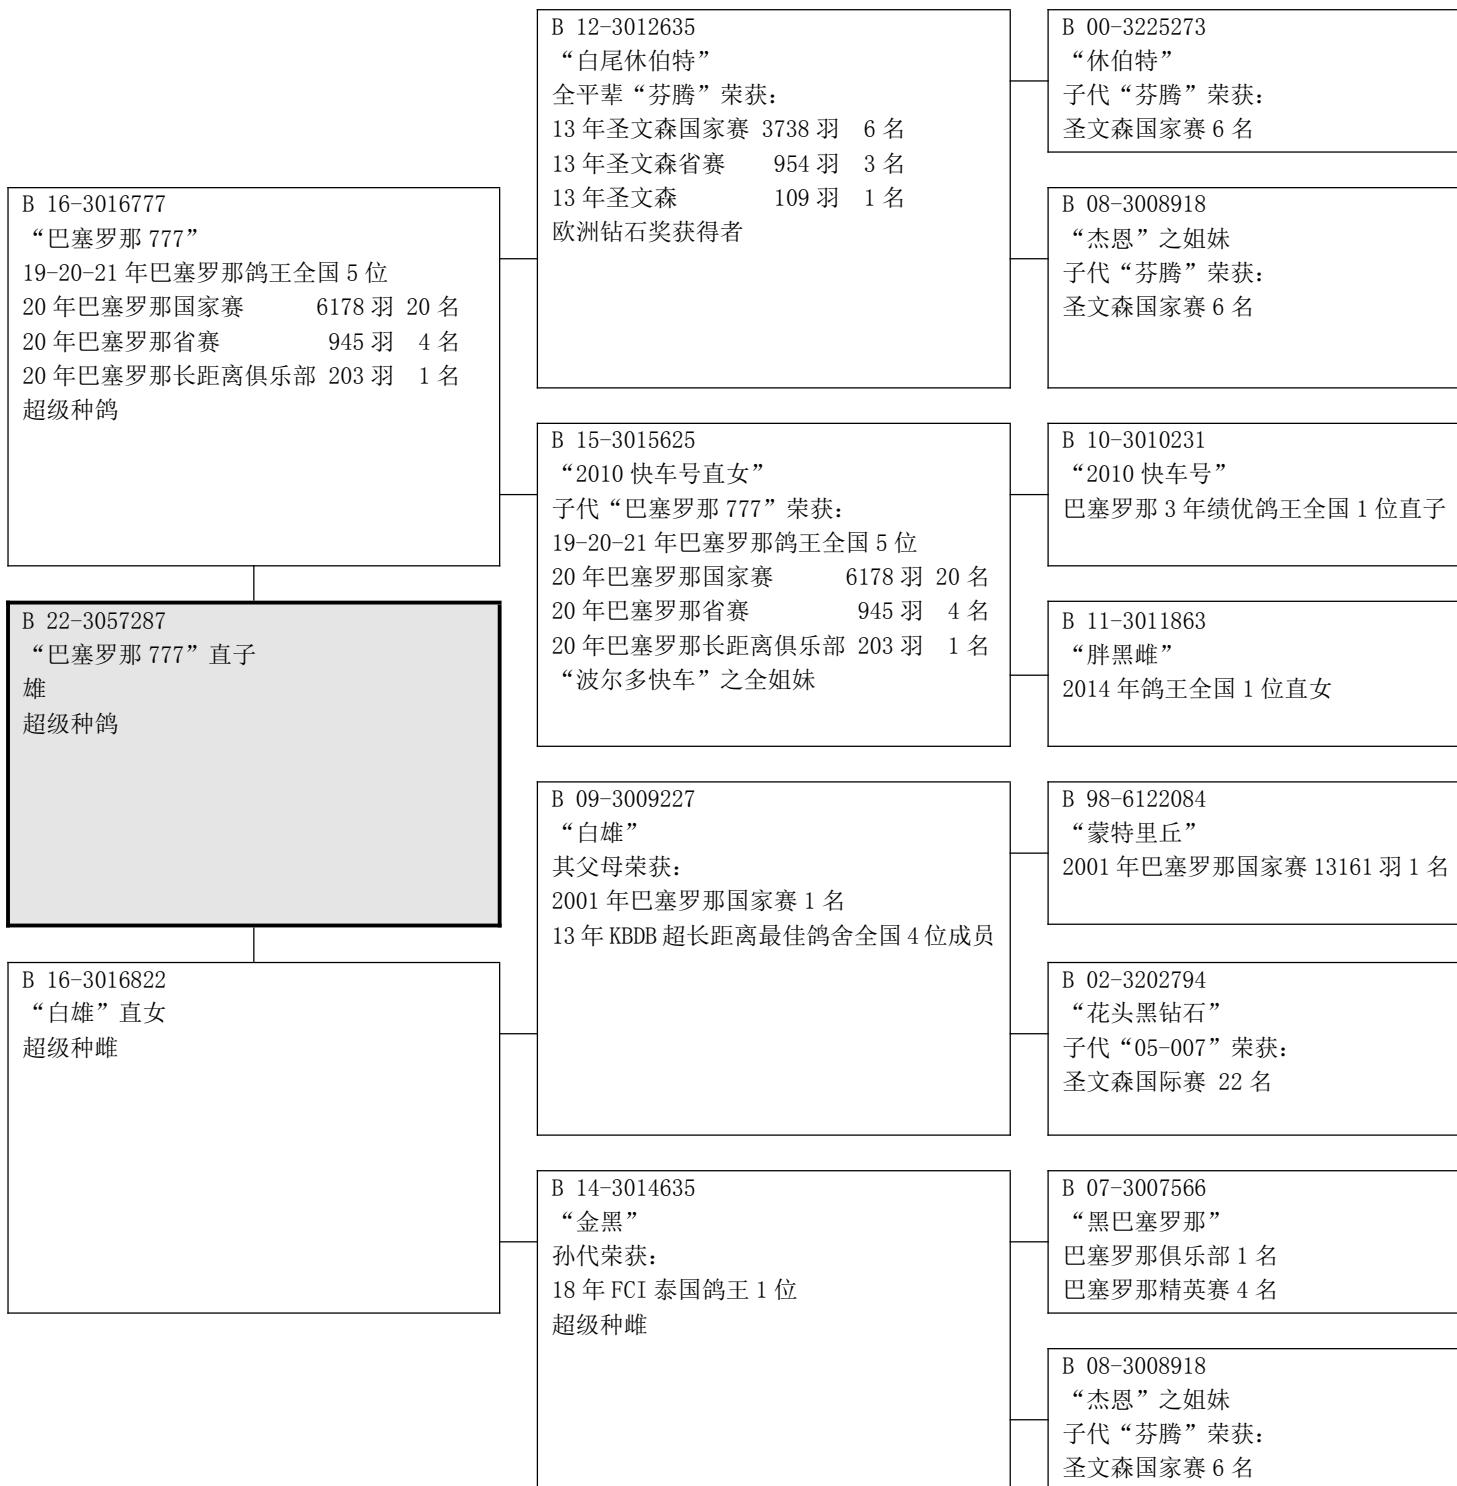 B 16-3016777
“巴塞罗那 777”
19-20-21 年巴塞罗那鸽王全国 5 位
20 年巴塞罗那国家赛 6178 羽 20 名
20 年巴塞罗那省赛 945 羽 4 名
20 年巴塞罗那长距离俱乐部 203 羽 1 名
超级种鸽
B 22-3057287
“巴塞罗那 777”直子
雄
超级种鸽
B 16-3016822
“白雄”直女
超级种雌
B 12-3012635
“白尾休伯特”
全平辈“芬腾”荣获：
13 年圣文森国家赛 3738 羽 6 名
13 年圣文森省赛 954 羽 3 名
13 年圣文森 109 羽 1 名
欧洲钻石奖获得者
B 15-3015625
“2010 快车号直女”
子代“巴塞罗那 777”荣获：
19-20-21 年巴塞罗那鸽王全国 5 位
20 年巴塞罗那国家赛 6178 羽 20 名
20 年巴塞罗那省赛 945 羽 4 名
20 年巴塞罗那长距离俱乐部 203 羽 1 名
“波尔多快车”之全姐妹
B 09-3009227
“白雄”
其父母荣获：
2001 年巴塞罗那国家赛 1 名
13 年 KBDB 超长距离最佳鸽舍全国 4 位成员
B 14-3014635
“金黑”
孙代荣获：
18 年 FCI 泰国鸽王 1 位
超级种雌
B 00-3225273
“休伯特”
子代“芬腾”荣获：
圣文森国家赛 6 名
B 08-3008918
“杰恩”之姐妹
子代“芬腾”荣获：
圣文森国家赛 6 名
B 10-3010231
“2010 快车号”
巴塞罗那 3 年绩优鸽王全国 1 位直子
B 11-3011863
“胖黑雌”
2014 年鸽王全国 1 位直女
B 98-6122084
“蒙特里丘”
2001 年巴塞罗那国家赛 13161 羽 1 名
B 02-3202794
“花头黑钻石”
子代“05-007”荣获：
圣文森国际赛 22 名
B 07-3007566
“黑巴塞罗那”
巴塞罗那俱乐部 1 名
巴塞罗那精英赛 4 名
B 08-3008918
“杰恩”之姐妹
子代“芬腾”荣获：
圣文森国家赛 6 名